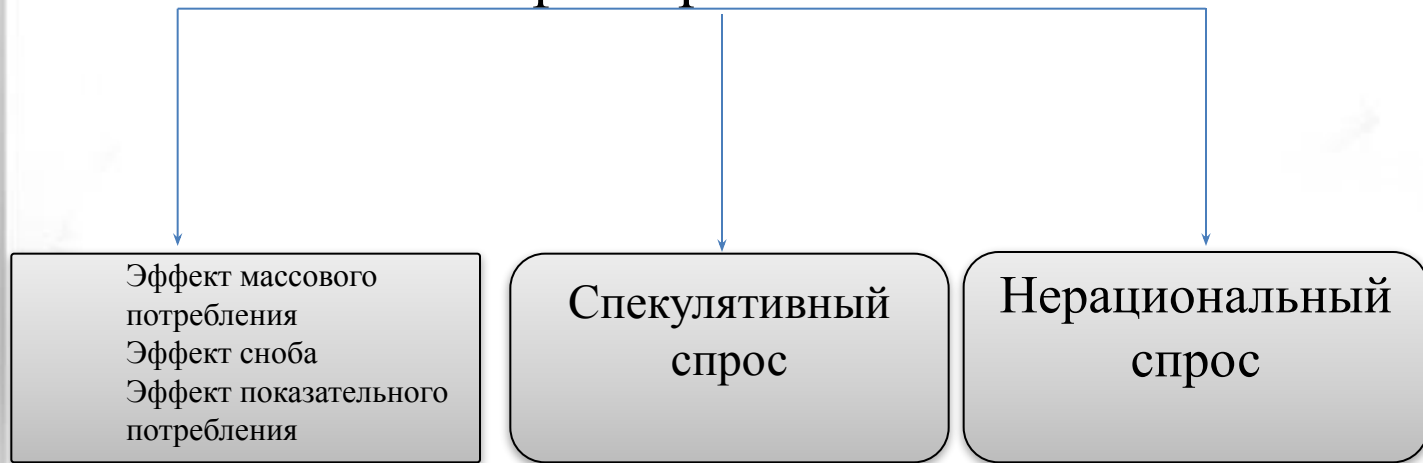 Эффект массового
потребления
Эффект сноба
Эффект показательного
потребления
Спекулятивный
спрос
Нерациональный
спрос